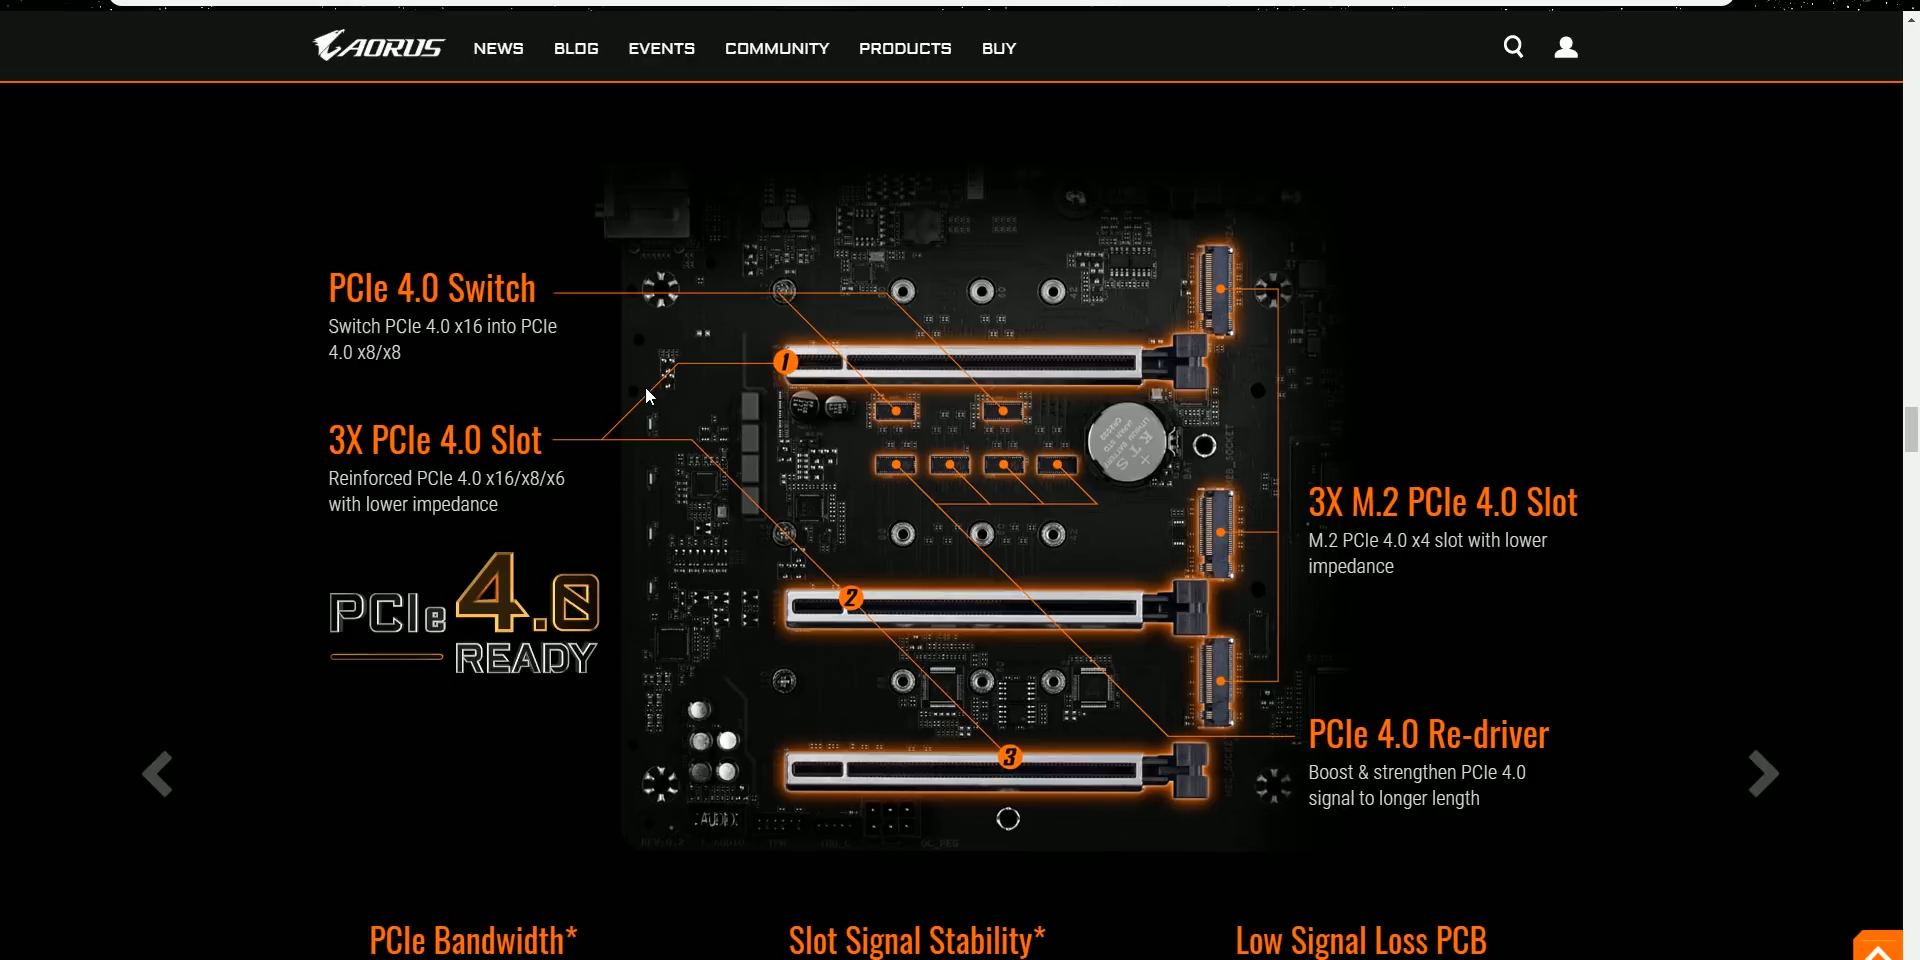 AORUS NEWS BLOG EVENTS COMMUNITY PRODUCTS BUY
PCIe 4.0 Switch
Switch PCIe 4.0 x16 into PCIe
4.0 x8/x8
3X PCIe 4.0 Slot
Reinforced PCIe 4.0 x16/x8/x6
with lower impedance
PCIe 4.0
READY
1
2
3
3X M.2 PCIe 4.0 Slot
M.2 PCIe 4.0 x4 slot with lower
impedance
PCIe 4.0 Re-driver
Boost & strengthen PCIe 4.0
signal to longer length
PCIe Bandwidth*
Slot Signal Stability*
Low Signal Loss PCB